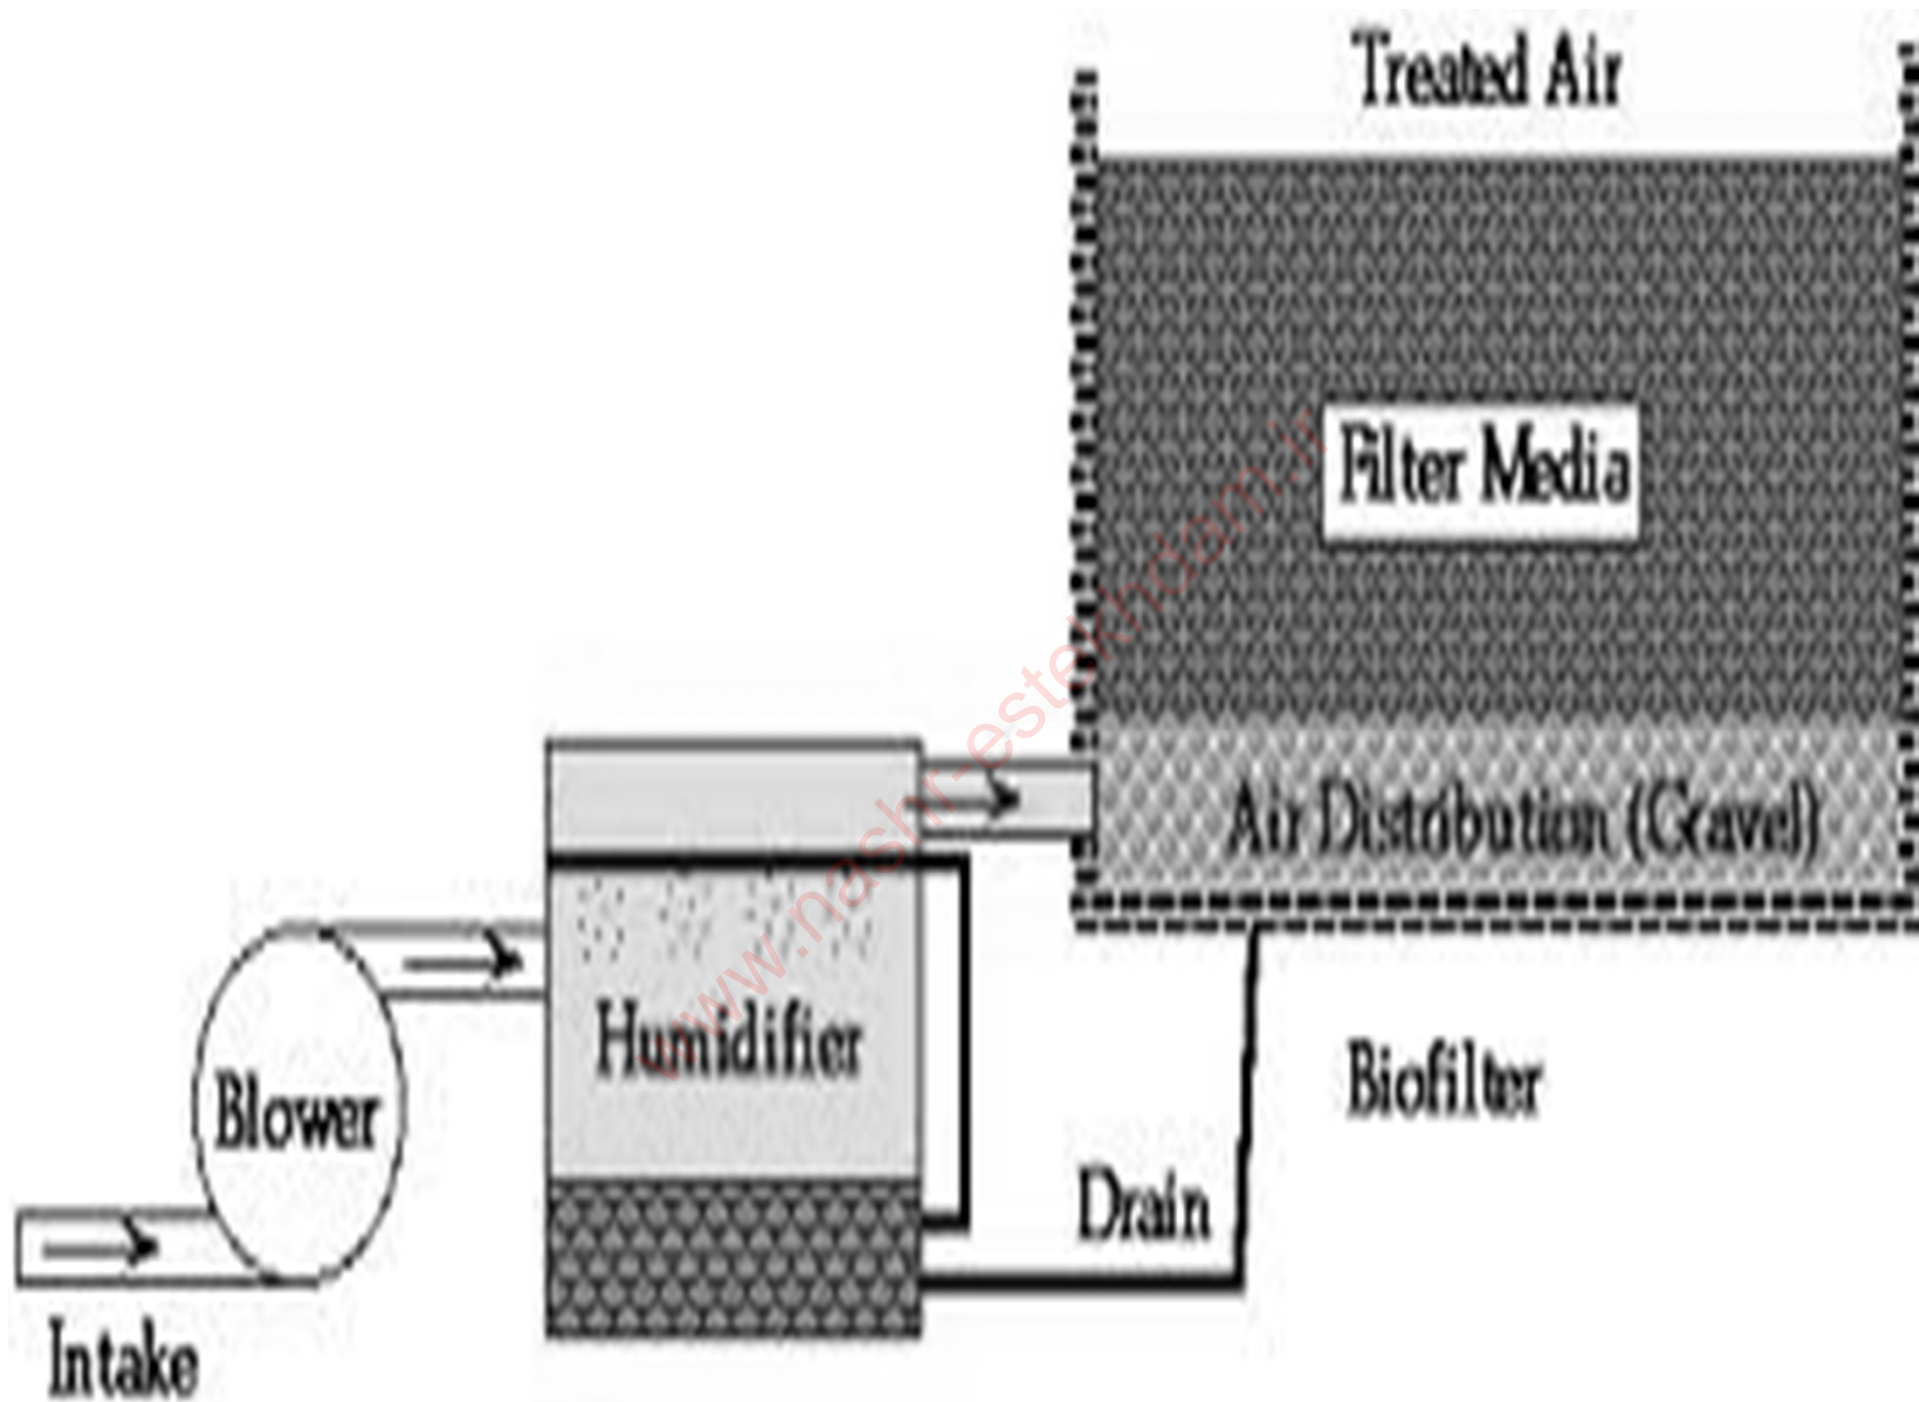 Treated Air
Filter Media
Air Distribution (Gravel)
Humidifier
Blower
Biofilter
Drain
Intake
www.nashr-estekhdam.ir